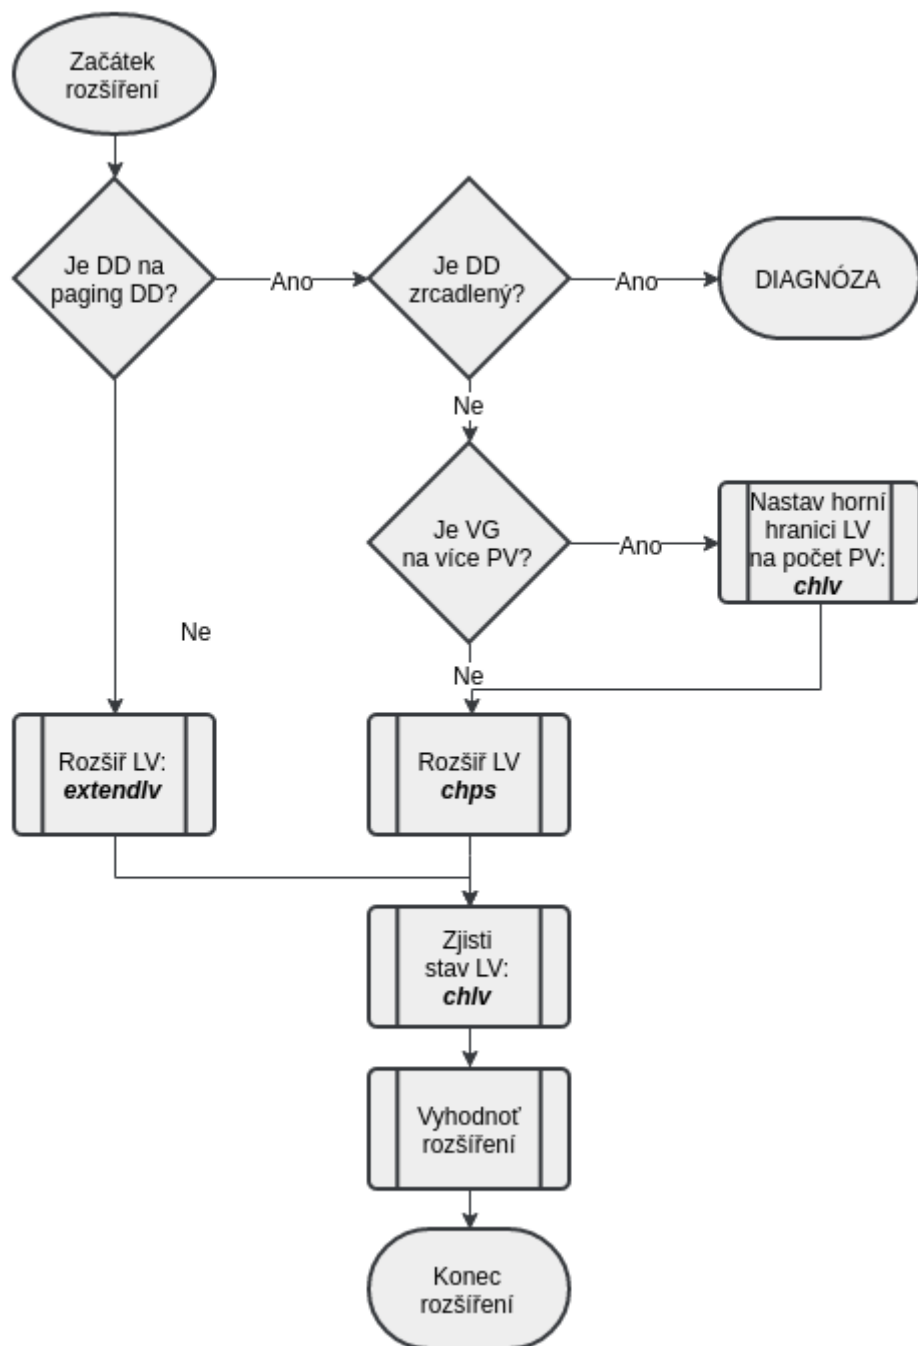 Začátek
rozšíření
Je DD na
paging DD?
Ano
Je DD
zrcadlený?
Ano
DIAGNÓZA
Ne
Je VG
na více PV?
Ano
Nastav horní
hranici LV
na počet PV:
chlv
Ne
Ne
Rozšiř LV:
extendlv
Rozšiř LV
chps
Zjisti
stav LV:
chlv
Vyhodnoť
rozšíření
Konec
rozšíření